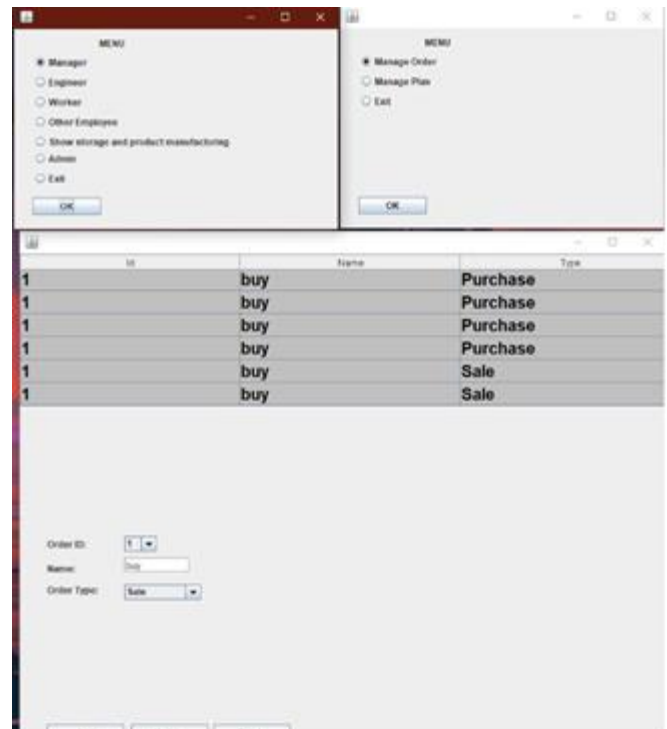 MENU
Manager
Engineer
Worker
Other Employee
Show storage and product manufacturing
Admin
Exit
OK
MENU
Manage Order
Manage Plan
Exit
OK
Id Name Type
1 buy Purchase
1 buy Purchase
1 buy Purchase
1 buy Purchase
1 buy Sale
1 buy Sale
Order ID: 1
Name: buy
Order Type: Sale